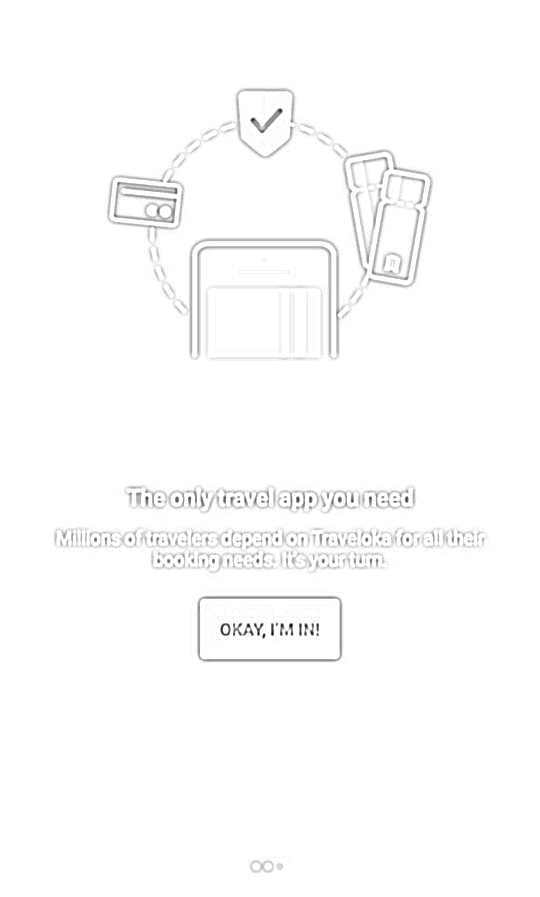 The only travel app you need
Millions of travelers depend on Traveloka for all their
booking needs. It's your turn.
OKAY, I'M IN!